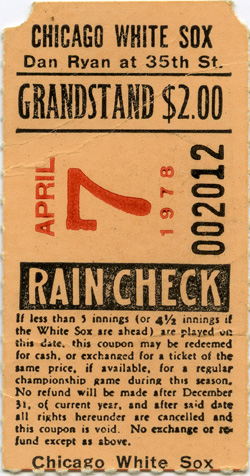 CHICAGO WHITE SOX
Dan Ryan at 35th St.
GRANDSTAND $2.00
APRIL
7
1978
002012
RAIN CHECK
If less than 5 innings (or 4½ innings if
the White Sox are ahead) are played on
this date, this coupon may be redeemed
for cash, or exchanged for a ticket of the
same price, if available, for a regular
championship game during this season.
No refund will be made after December
31, of current year, and after said date
all rights hereunder are cancelled and
this coupon is void. No exchange or re-
fund except as above.
Chicago White Sox